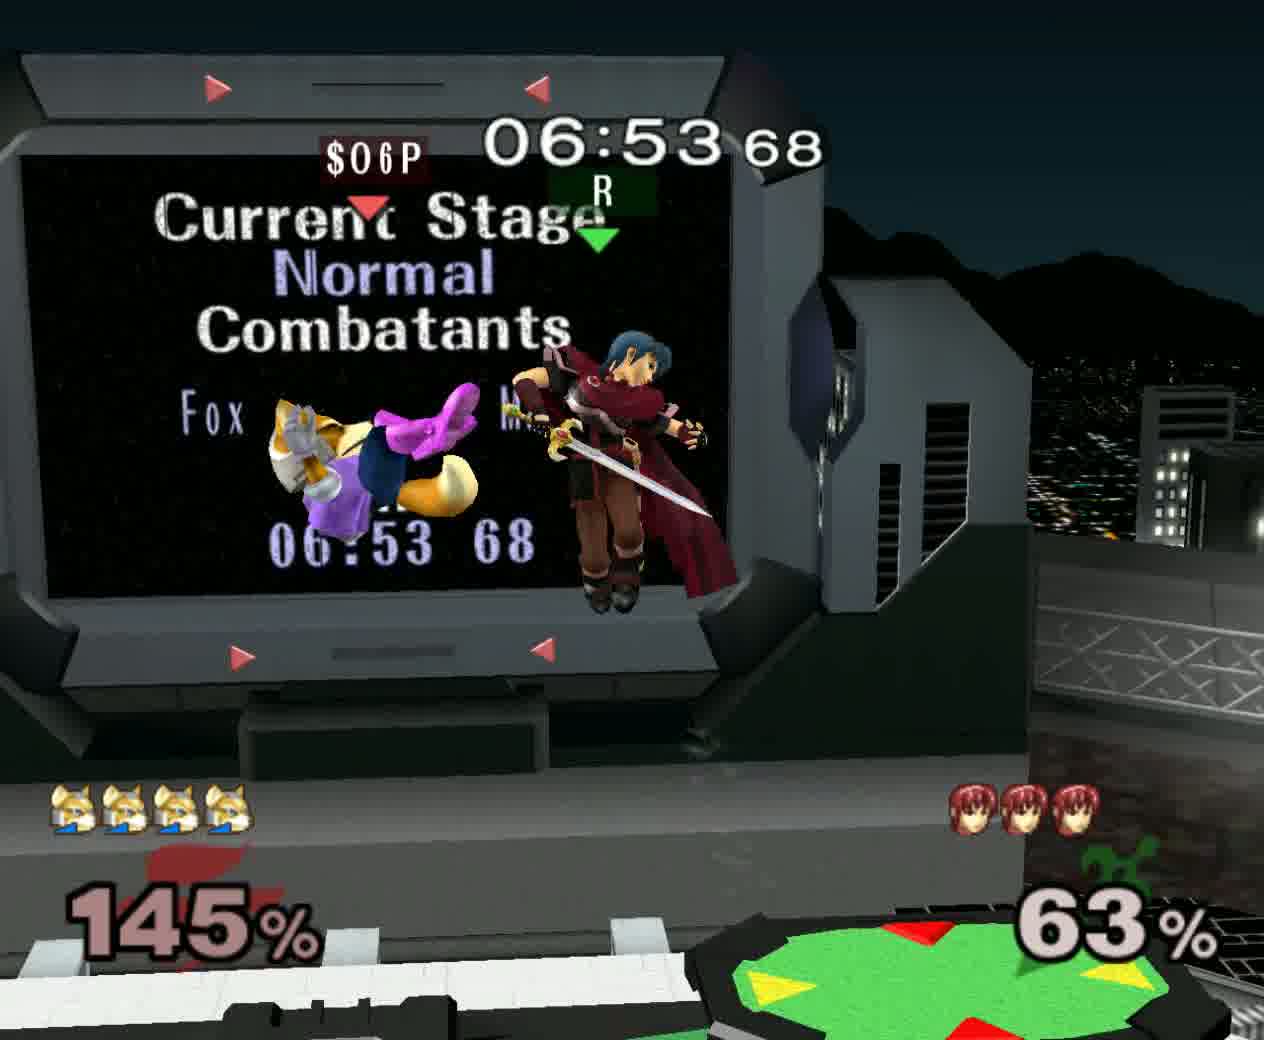 06:53 68
$06P
R
Current Stage
Normal
Combatants
Fox
06:53 68
145%
63%